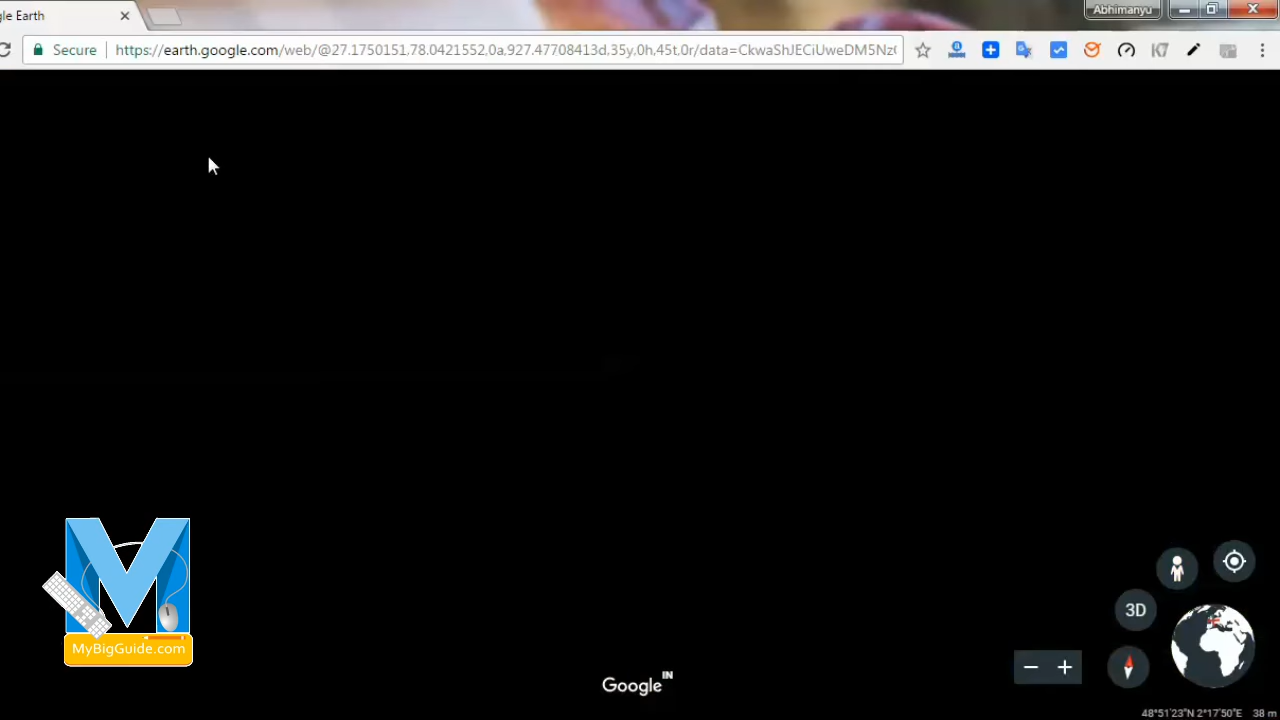 gle Earth
Abhimanyu
Secure
https://earth.google.com/web/@27.1750151,78.0421552,0a,927.47708413d,35y,0h,45t,0r/data=CkwaShJECiUweDM5Nz
K7
3D
MyBigGuide.com
Google IN
48°51'23"N 2°17'50"E 38 m